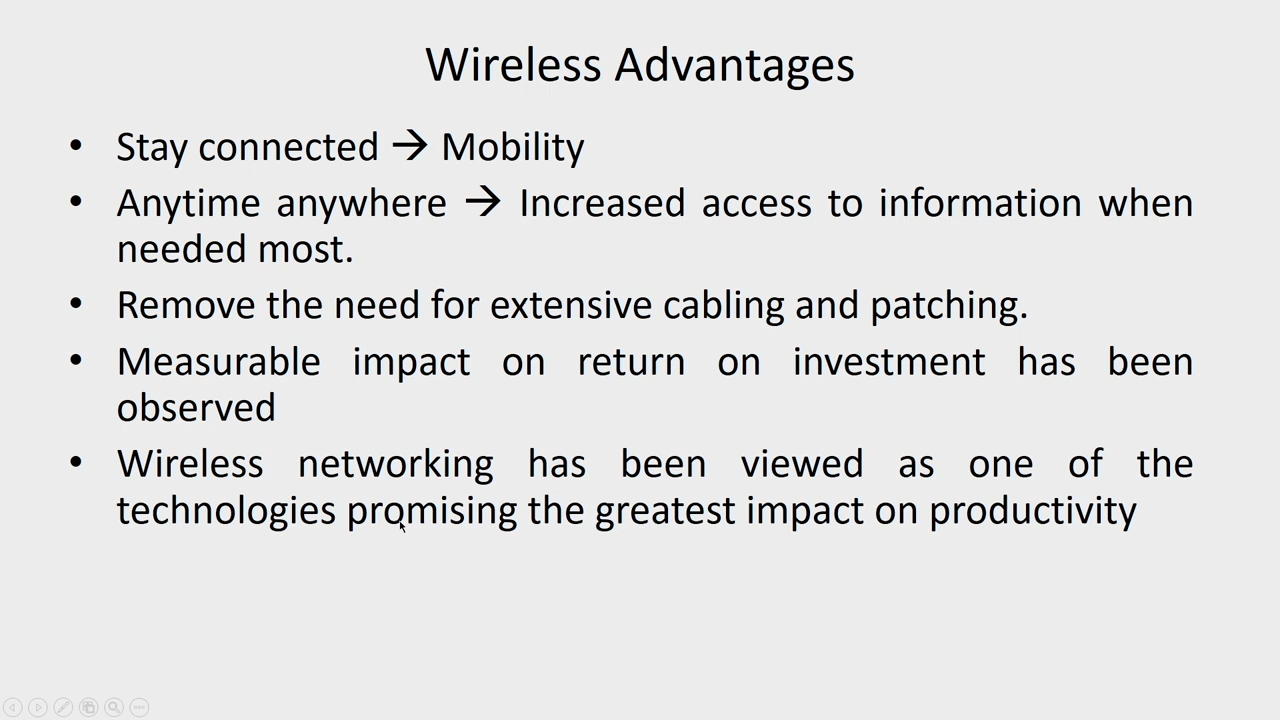 Wireless Advantages
• Stay connected → Mobility
• Anytime anywhere → Increased access to information when
needed most.
• Remove the need for extensive cabling and patching.
• Measurable impact on return on investment has been
observed
• Wireless networking has been viewed as one of the
technologies promising the greatest impact on productivity